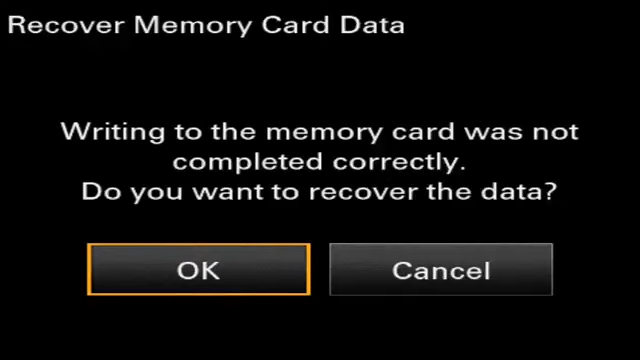 Recover Memory Card Data
Writing to the memory card was not
completed correctly.
Do you want to recover the data?
OK
Cancel